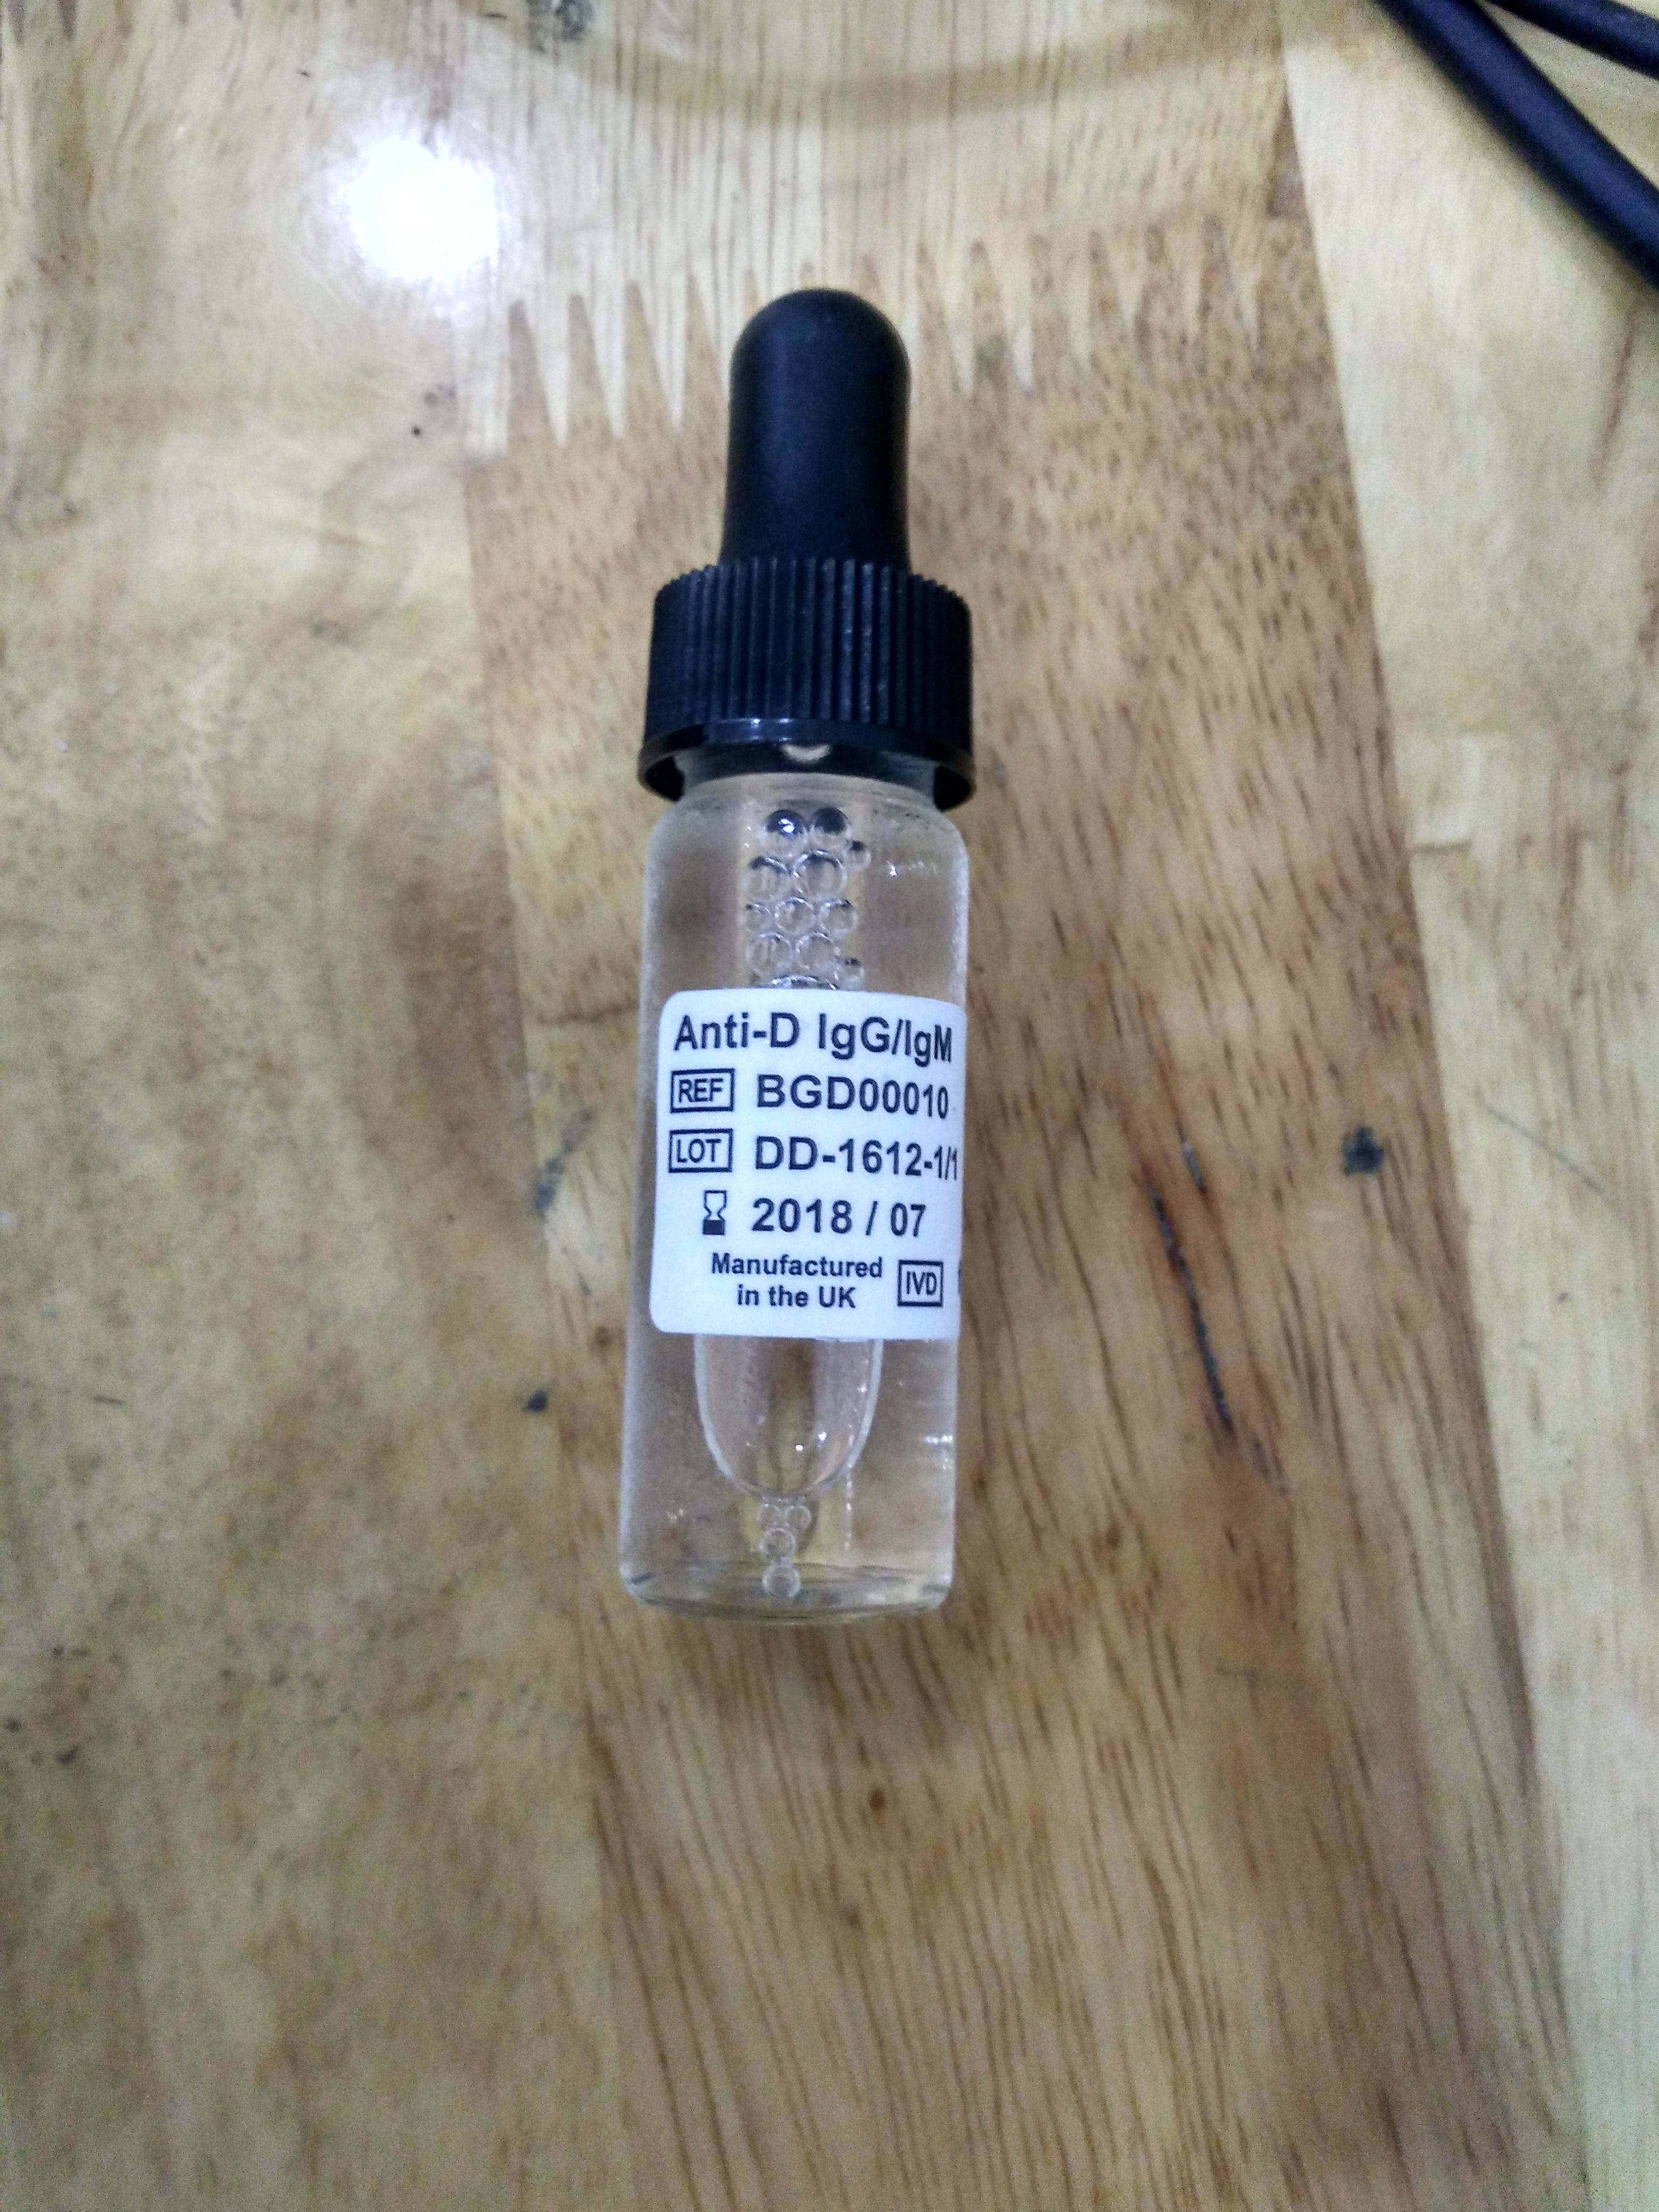 Anti-D IgG/IgM
REF BGD00010
LOT DD-1612-1/1
2018 / 07
Manufactured
in the UK
IVD